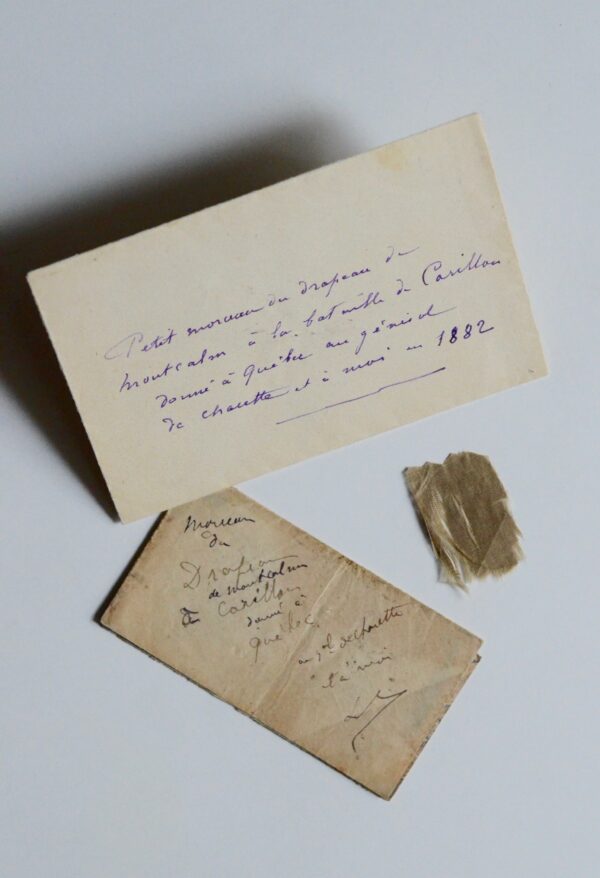 Petit morceau du drapeau de
Montcalm à la bataille de Carillon
donné à Québec au général
de Charette et à moi en 1882
Morceau
du
Drapeau
de Montcalm
de Carillon
donné à
Québec
au gal de Charette
et à moi